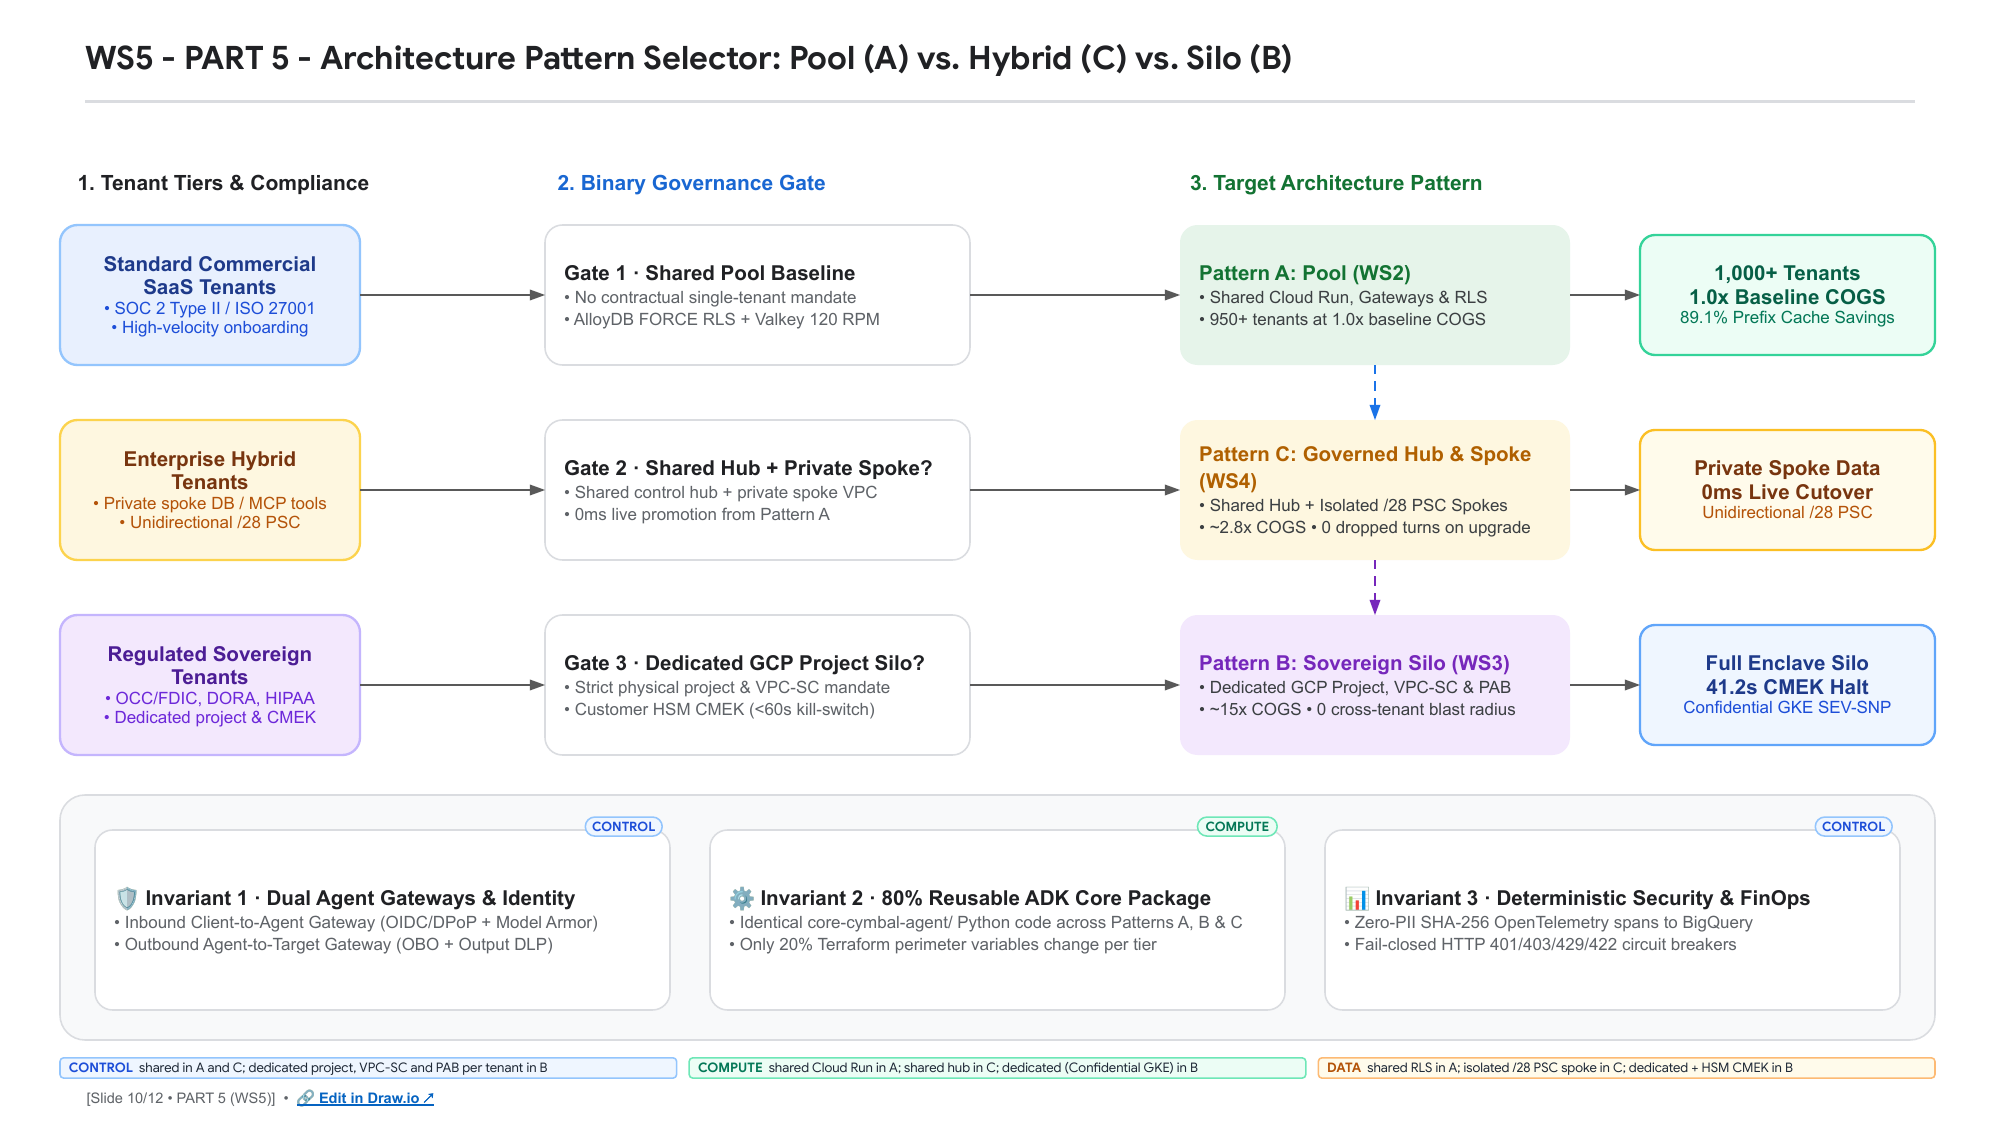 WS5 - PART 5 - Architecture Pattern Selector: Pool (A) vs. Hybrid (C) vs. Silo (B)
1. Tenant Tiers & Compliance
2. Binary Governance Gate
3. Target Architecture Pattern
Standard Commercial
SaaS Tenants
• SOC 2 Type II / ISO 27001
• High-velocity onboarding
Gate 1 · Shared Pool Baseline
• No contractual single-tenant mandate
• AlloyDB FORCE RLS + Valkey 120 RPM
Pattern A: Pool (WS2)
• Shared Cloud Run, Gateways & RLS
• 950+ tenants at 1.0x baseline COGS
1,000+ Tenants
1.0x Baseline COGS
89.1% Prefix Cache Savings
Enterprise Hybrid
Tenants
• Private spoke DB / MCP tools
• Unidirectional /28 PSC
Gate 2 · Shared Hub + Private Spoke?
• Shared control hub + private spoke VPC
• 0ms live promotion from Pattern A
Pattern C: Governed Hub & Spoke
(WS4)
• Shared Hub + Isolated /28 PSC Spokes
• ~2.8x COGS • 0 dropped turns on upgrade
Private Spoke Data
0ms Live Cutover
Unidirectional /28 PSC
Regulated Sovereign
Tenants
• OCC/FDIC, DORA, HIPAA
• Dedicated project & CMEK
Gate 3 · Dedicated GCP Project Silo?
• Strict physical project & VPC-SC mandate
• Customer HSM CMEK (<60s kill-switch)
Pattern B: Sovereign Silo (WS3)
• Dedicated GCP Project, VPC-SC & PAB
• ~15x COGS • 0 cross-tenant blast radius
Full Enclave Silo
41.2s CMEK Halt
Confidential GKE SEV-SNP
CONTROL
🛡️ Invariant 1 · Dual Agent Gateways & Identity
• Inbound Client-to-Agent Gateway (OIDC/DPoP + Model Armor)
• Outbound Agent-to-Target Gateway (OBO + Output DLP)
COMPUTE
⚙️ Invariant 2 · 80% Reusable ADK Core Package
• Identical core-cymbal-agent/ Python code across Patterns A, B & C
• Only 20% Terraform perimeter variables change per tier
CONTROL
📊 Invariant 3 · Deterministic Security & FinOps
• Zero-PII SHA-256 OpenTelemetry spans to BigQuery
• Fail-closed HTTP 401/403/429/422 circuit breakers
CONTROL shared in A and C; dedicated project, VPC-SC and PAB per tenant in B
COMPUTE shared Cloud Run in A; shared hub in C; dedicated (Confidential GKE) in B
DATA shared RLS in A; isolated /28 PSC spoke in C; dedicated + HSM CMEK in B
[Slide 10/12 • PART 5 (WS5)] • 🔗 Edit in Draw.io ↗